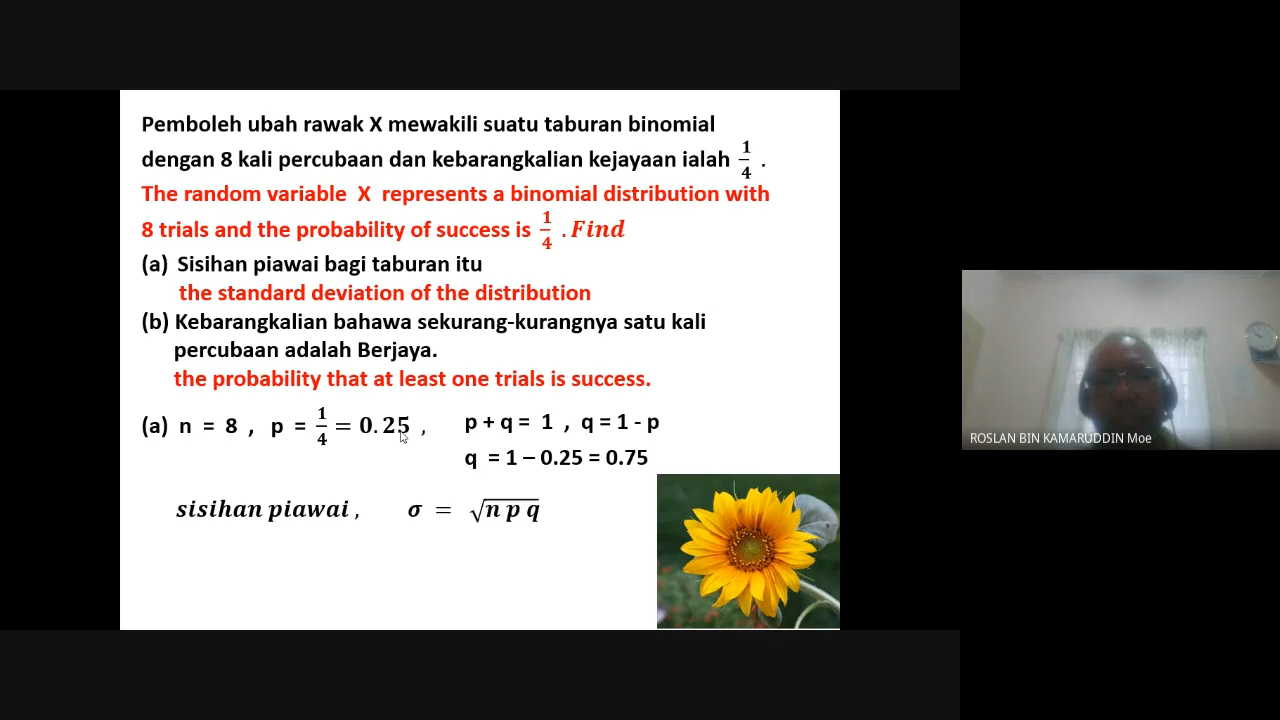 Pemboleh ubah rawak X mewakili suatu taburan binomial
dengan 8 kali percubaan dan kebarangkalian kejayaan ialah 1/4 .
The random variable X represents a binomial distribution with
8 trials and the probability of success is 1/4 . Find
(a) Sisihan piawai bagi taburan itu
the standard deviation of the distribution
(b) Kebarangkalian bahawa sekurang-kurangnya satu kali
percubaan adalah Berjaya.
the probability that at least one trials is success.
(a) n = 8 , p = 1/4 = 0.25 , p + q = 1 , q = 1 - p
q = 1 – 0.25 = 0.75
sisihan piawai , σ = √n p q
ROSLAN BIN KAMARUDDIN Moe